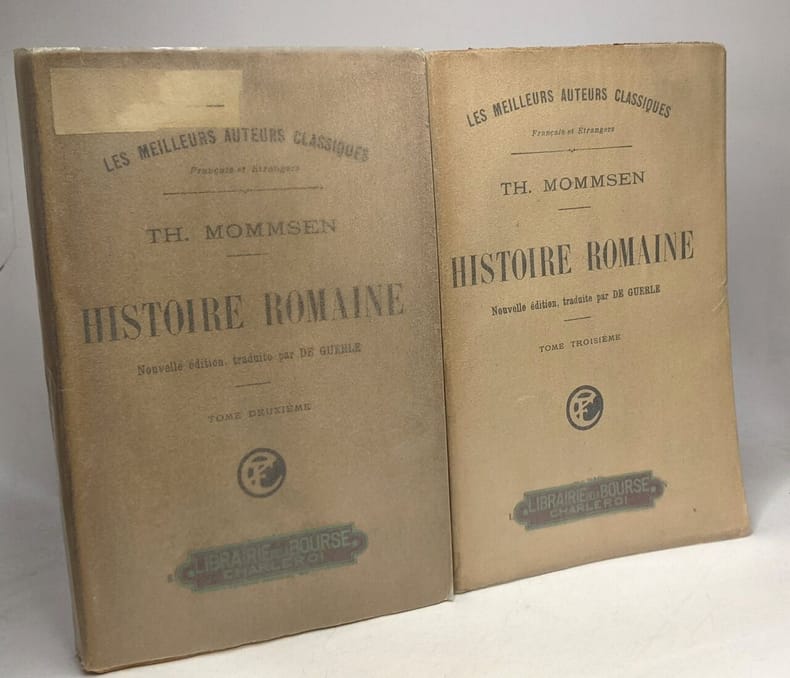 LES MEILLEURS AUTEURS CLASSIQUES
Français et Étrangers
TH. MOMMSEN
HISTOIRE ROMAINE
Nouvelle édition, traduite par DE GUERLE
TOME DEUXIÈME
LIBRAIRIE DE LA BOURSE
CHARLEROI
LES MEILLEURS AUTEURS CLASSIQUES
Français et Étrangers
TH. MOMMSEN
HISTOIRE ROMAINE
Nouvelle édition, traduite par DE GUERLE
TOME TROISIÈME
LIBRAIRIE DE LA BOURSE
CHARLEROI